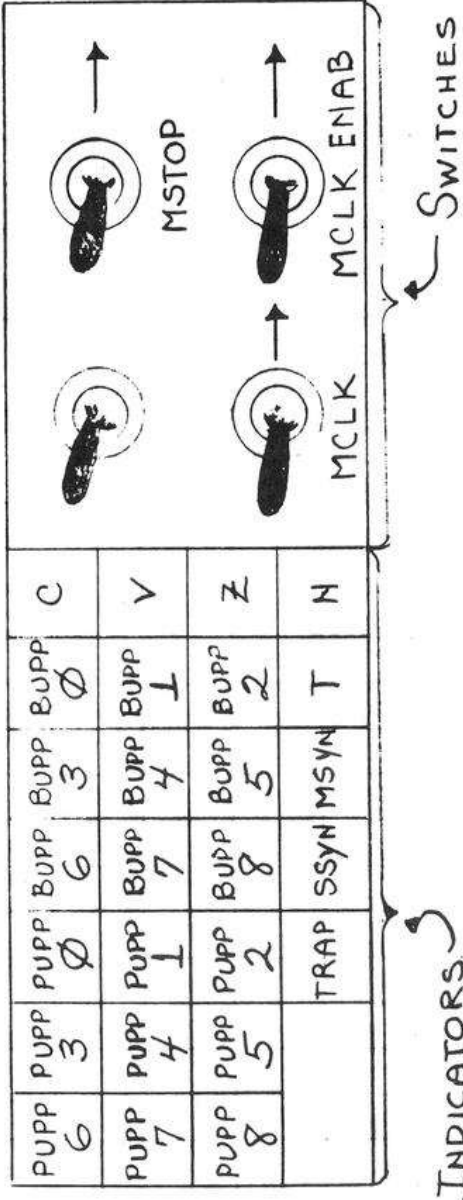 PUPP PUPP PUPP BUPP BUPP BUPP C
6 3 Ø 6 3 Ø
MSTOP
PUPP PUPP PUPP BUPP BUPP BUPP V
7 4 1 7 4 1
PUPP PUPP PUPP BUPP BUPP BUPP Z
8 5 2 8 5 2
TRAP SSYN MSYN T N
MCLK MCLK ENAB
INDICATORS
SWITCHES